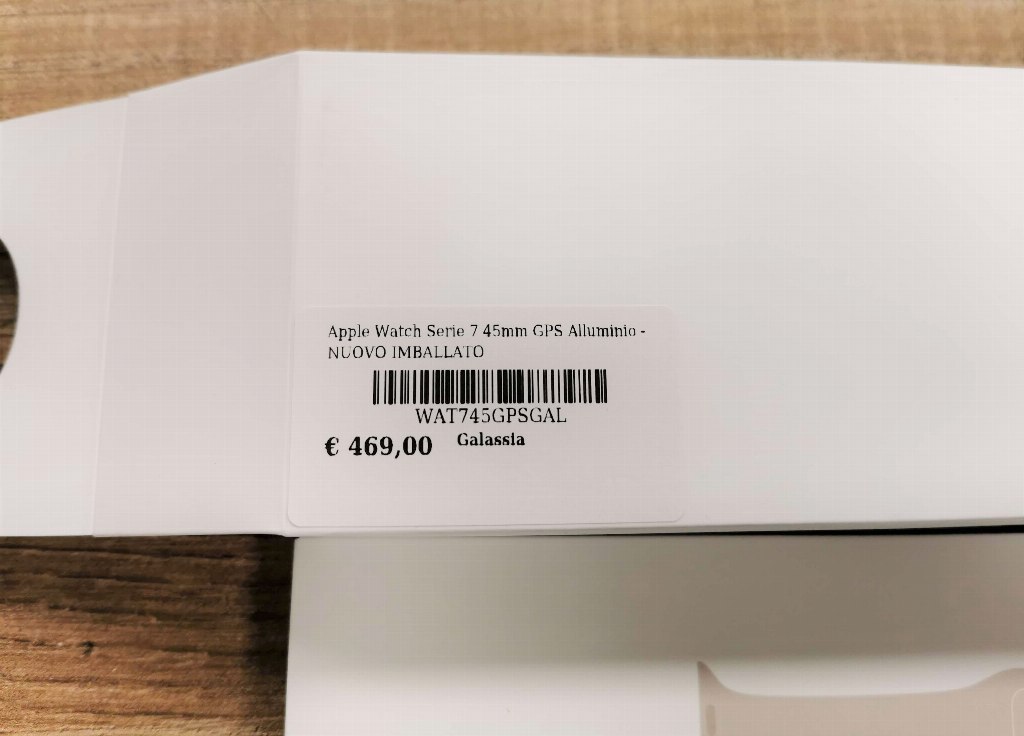 Apple Watch Serie 7 45mm GPS Alluminio -
NUOVO IMBALLATO
WAT745GPSGAL
€ 469,00 Galassia